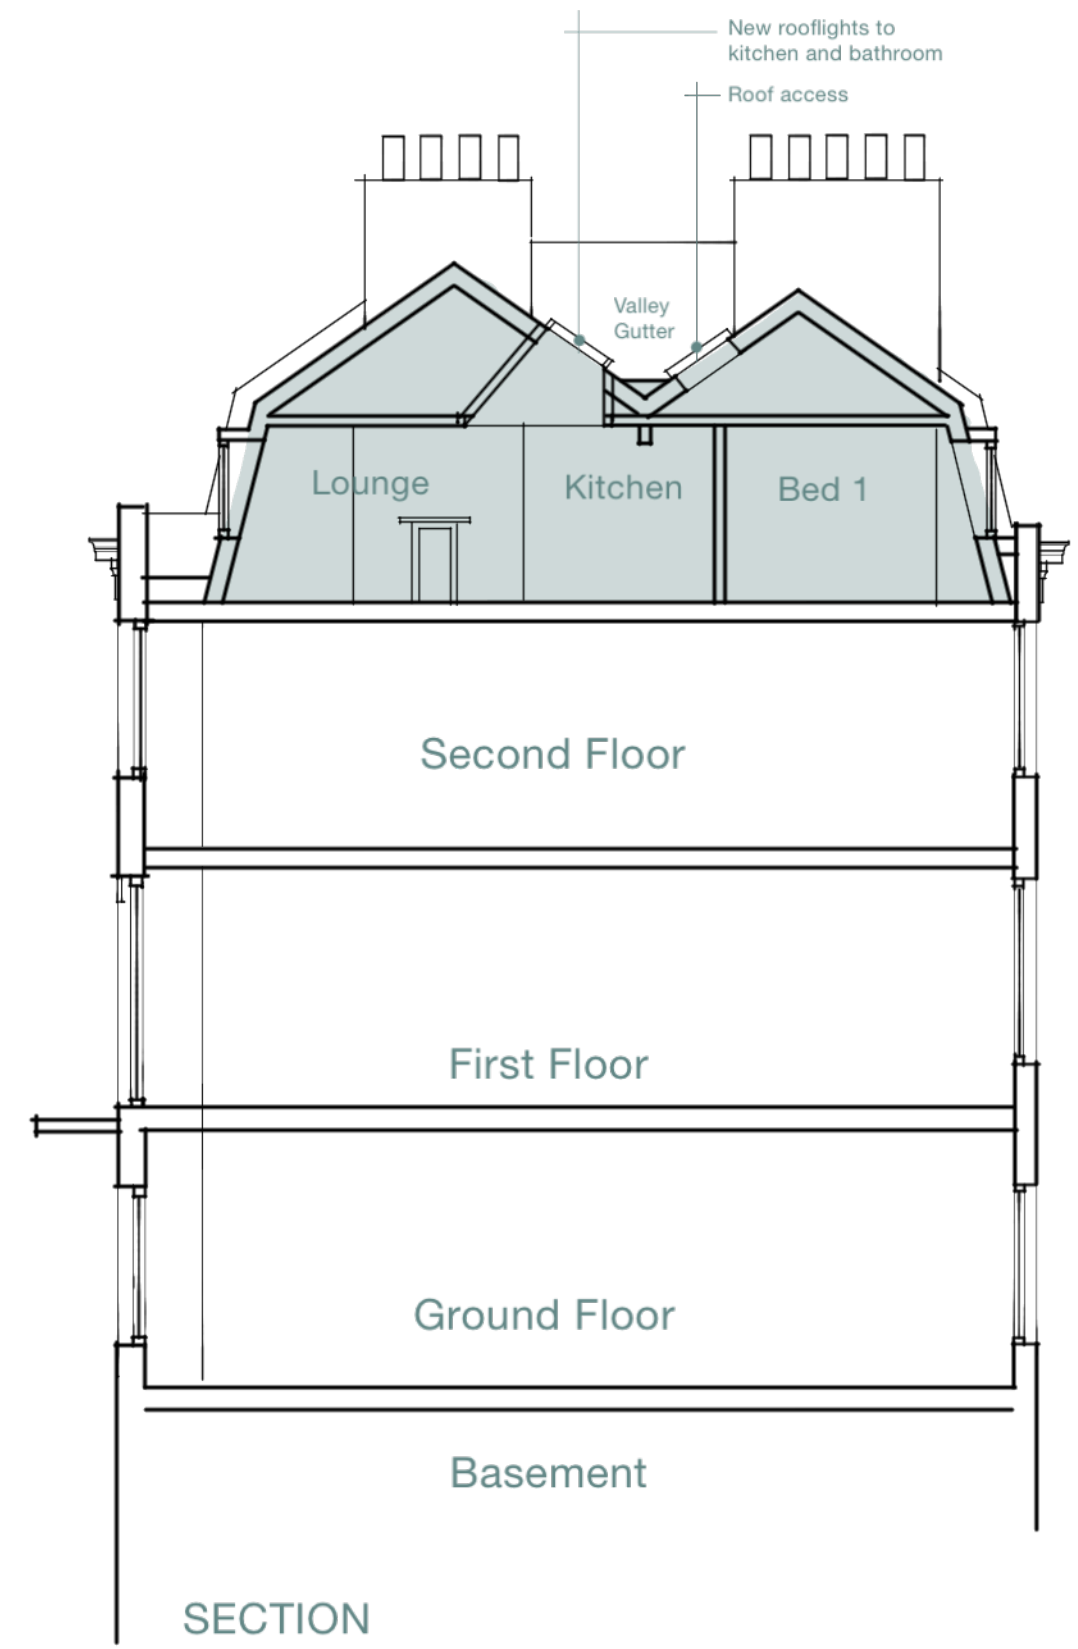 New rooflights to
kitchen and bathroom
Roof access
Valley
Gutter
Lounge
Kitchen
Bed 1
Second Floor
First Floor
Ground Floor
Basement
SECTION